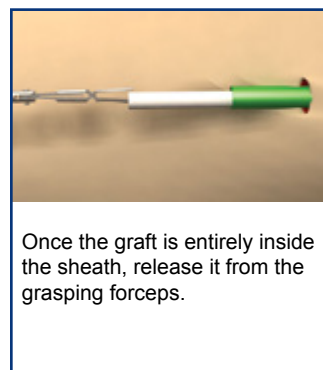 Once the graft is entirely inside
the sheath, release it from the
grasping forceps.